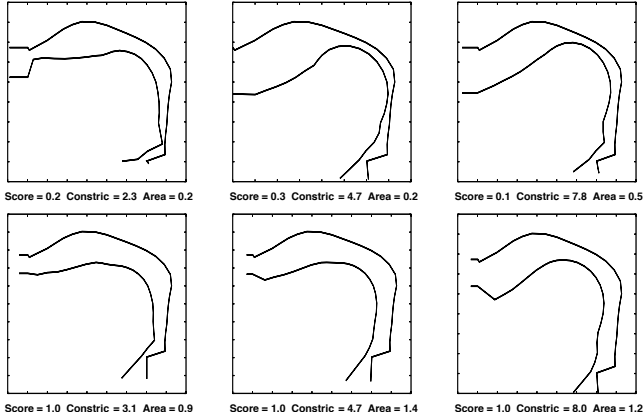 Score = 0.2 Constric = 2.3 Area = 0.2
Score = 0.3 Constric = 4.7 Area = 0.2
Score = 0.1 Constric = 7.8 Area = 0.5
Score = 1.0 Constric = 3.1 Area = 0.9
Score = 1.0 Constric = 4.7 Area = 1.4
Score = 1.0 Constric = 8.0 Area = 1.2